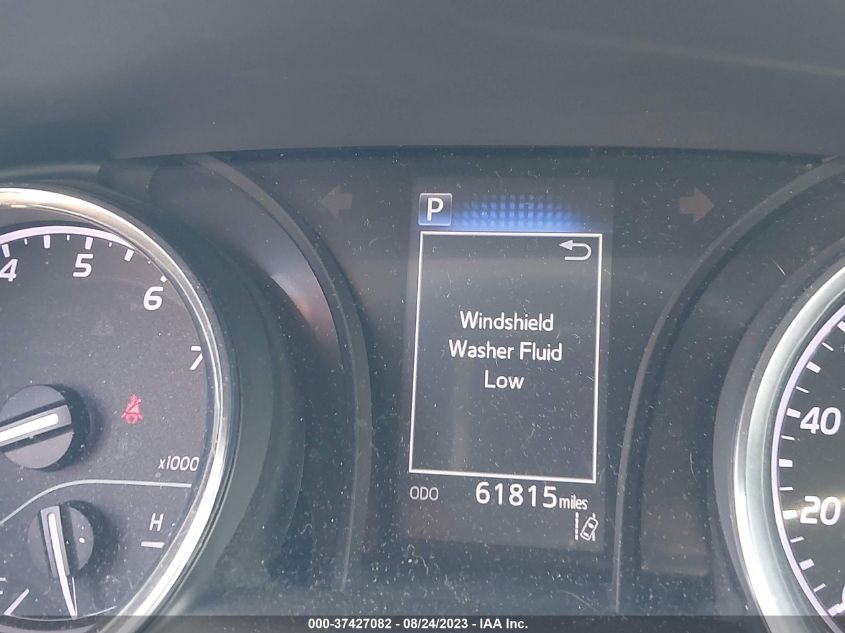 P
Windshield
Washer Fluid
Low
ODO 61815 miles
4 5 6 7
x1000
H
40
20
000-37427082 - 08/24/2023 - IAA Inc.